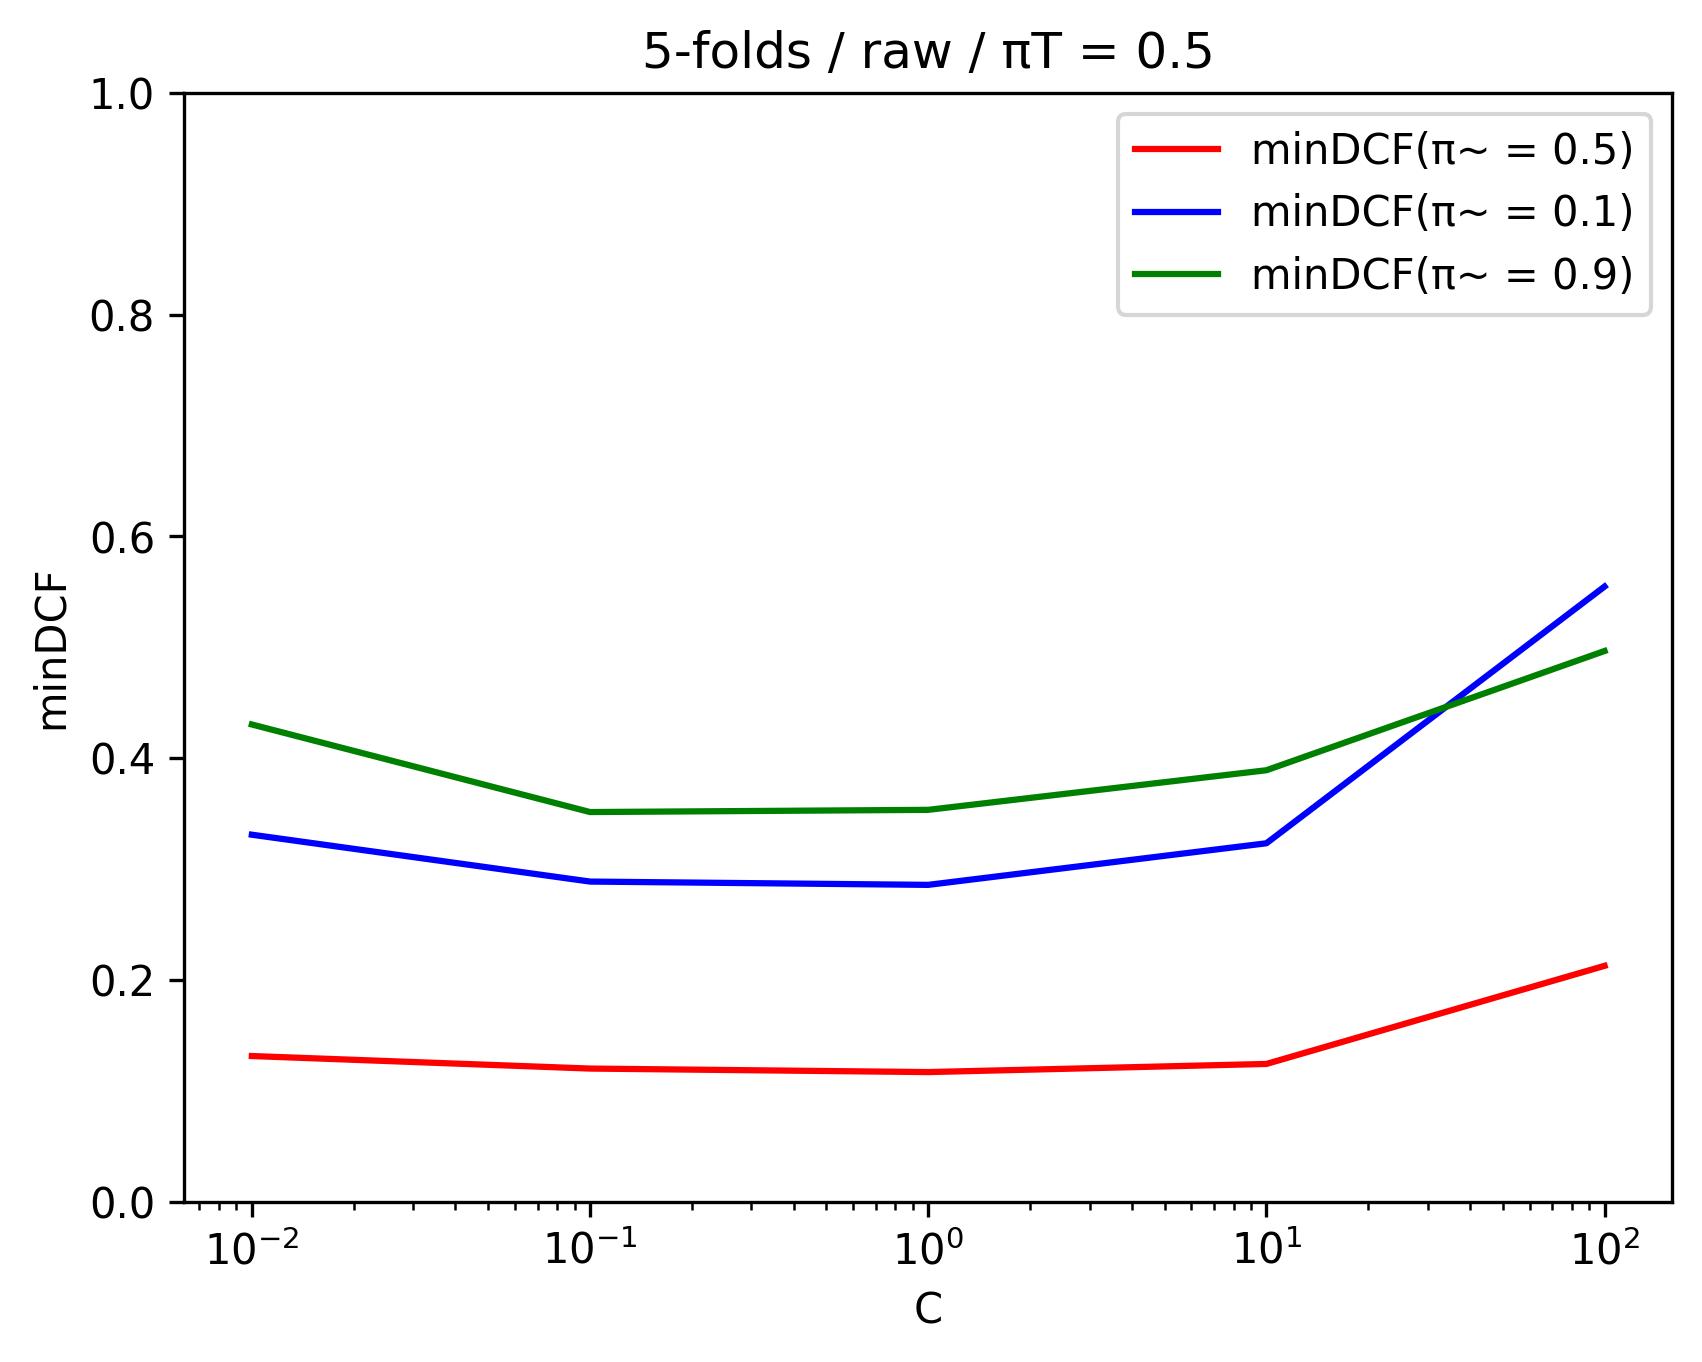 5-folds / raw / πT = 0.5
minDCF(π~ = 0.5)
minDCF(π~ = 0.1)
minDCF(π~ = 0.9)
minDCF
1.0
0.8
0.6
0.4
0.2
0.0
10⁻² 10⁻¹ 10⁰ 10¹ 10²
C